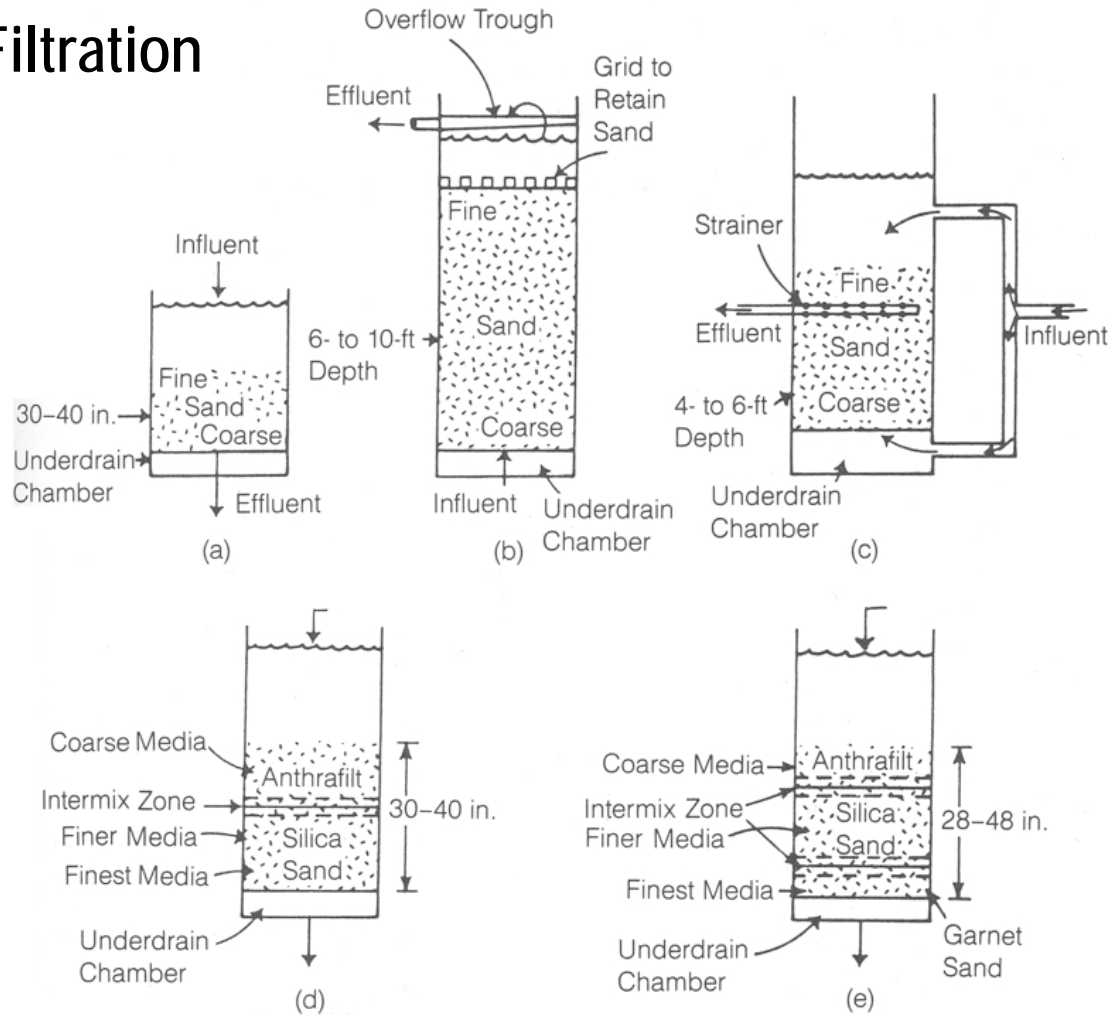 Filtration
Influent
Fine
Sand
Coarse
30–40 in.
Underdrain
Chamber
Effluent
(a)
Overflow Trough
Effluent
Grid to
Retain
Sand
Fine
Sand
6- to 10-ft
Depth
Coarse
Influent
Underdrain
Chamber
(b)
Strainer
Fine
Effluent
Influent
Sand
4- to 6-ft
Depth
Coarse
Underdrain
Chamber
(c)
Coarse Media
Anthrafilt
Intermix Zone
30–40 in.
Finer Media
Silica
Sand
Finest Media
Underdrain
Chamber
(d)
Coarse Media
Anthrafilt
Intermix Zone
Finer Media
Silica
Sand
28–48 in.
Finest Media
Underdrain
Chamber
Garnet
Sand
(e)